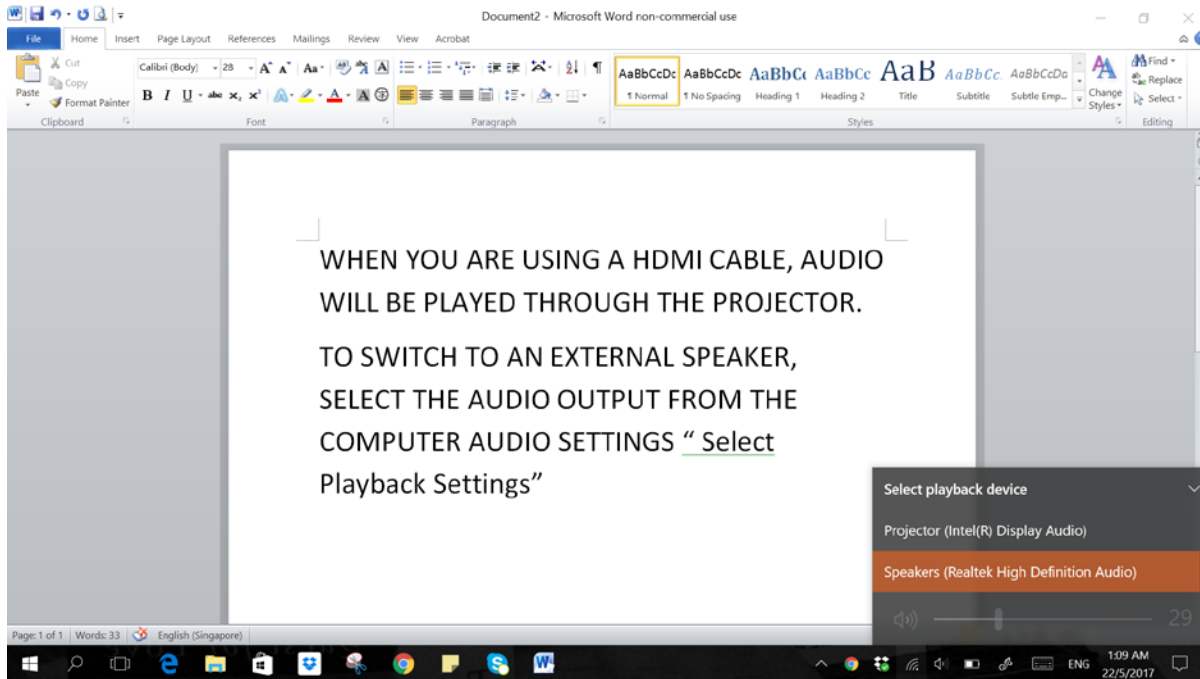 Document2 - Microsoft Word non-commercial use
File Home Insert Page Layout References Mailings Review View Acrobat
Paste
Cut
Copy
Format Painter
Clipboard
Calibri (Body) 28
Font
Paragraph
AaBbCcDc AaBbCcDc AaBbCc AaBbCc AaB AaBbCc. AaBbCcDa
¶ Normal ¶ No Spacing Heading 1 Heading 2 Title Subtitle Subtle Emp...
Change
Styles
Styles
Find
Replace
Select
Editing
WHEN YOU ARE USING A HDMI CABLE, AUDIO
WILL BE PLAYED THROUGH THE PROJECTOR.
TO SWITCH TO AN EXTERNAL SPEAKER,
SELECT THE AUDIO OUTPUT FROM THE
COMPUTER AUDIO SETTINGS “ Select
Playback Settings”
Select playback device
Projector (Intel(R) Display Audio)
Speakers (Realtek High Definition Audio)
29
Page: 1 of 1 Words: 33 English (Singapore)
ENG
1:09 AM
22/5/2017